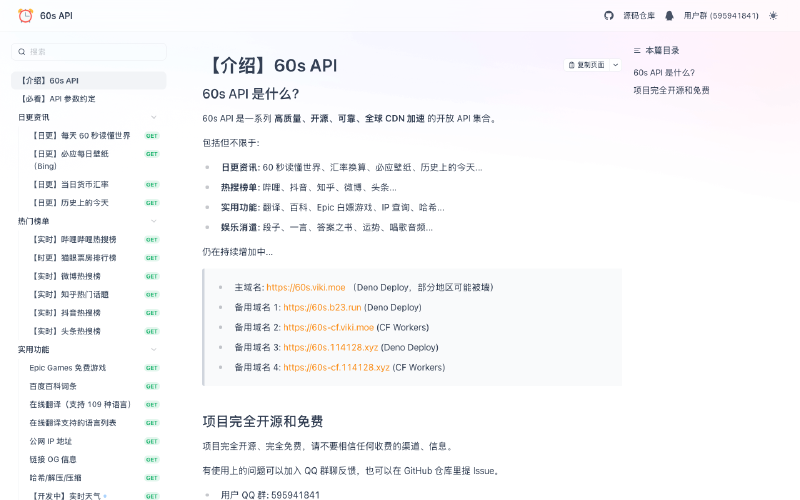 60s API
源码仓库
用户群 (595941841)
搜索
【介绍】60s API
【必看】API 参数约定
日更资讯
【日更】每天 60 秒读懂世界 GET
【日更】必应每日壁纸 GET
（Bing）
【日更】当日货币汇率 GET
【日更】历史上的今天 GET
热门榜单
【实时】哔哩哔哩热搜榜 GET
【时更】猫眼票房排行榜 GET
【实时】微博热搜榜 GET
【实时】知乎热门话题 GET
【实时】抖音热搜榜 GET
【实时】头条热搜榜 GET
实用功能
Epic Games 免费游戏 GET
百度百科词条 GET
在线翻译（支持 109 种语言） GET
在线翻译支持的语言列表 GET
公网 IP 地址 GET
链接 OG 信息 GET
哈希/解压/压缩 GET
【开发中】实时天气 GET
【介绍】60s API
复制页面
60s API 是什么?
60s API 是一系列 高质量、开源、可靠、全球 CDN 加速 的开放 API 集合。
包括但不限于:
日更资讯: 60 秒读懂世界、汇率换算、必应壁纸、历史上的今天...
热搜榜单: 哔哩、抖音、知乎、微博、头条...
实用功能: 翻译、百科、Epic 白嫖游戏、IP 查询、哈希...
娱乐消遣: 段子、一言、答案之书、运势、唱歌音频...
仍在持续增加中...
主域名: https://60s.viki.moe （Deno Deploy，部分地区可能被墙）
备用域名 1: https://60s.b23.run (Deno Deploy)
备用域名 2: https://60s-cf.viki.moe (CF Workers)
备用域名 3: https://60s.114128.xyz (Deno Deploy)
备用域名 4: https://60s-cf.114128.xyz (CF Workers)
项目完全开源和免费
项目完全开源、完全免费，请不要相信任何收费的渠道、信息。
有使用上的问题可以加入 QQ 群聊反馈，也可以在 GitHub 仓库里提 Issue。
用户 QQ 群: 595941841
本篇目录
60s API 是什么?
项目完全开源和免费